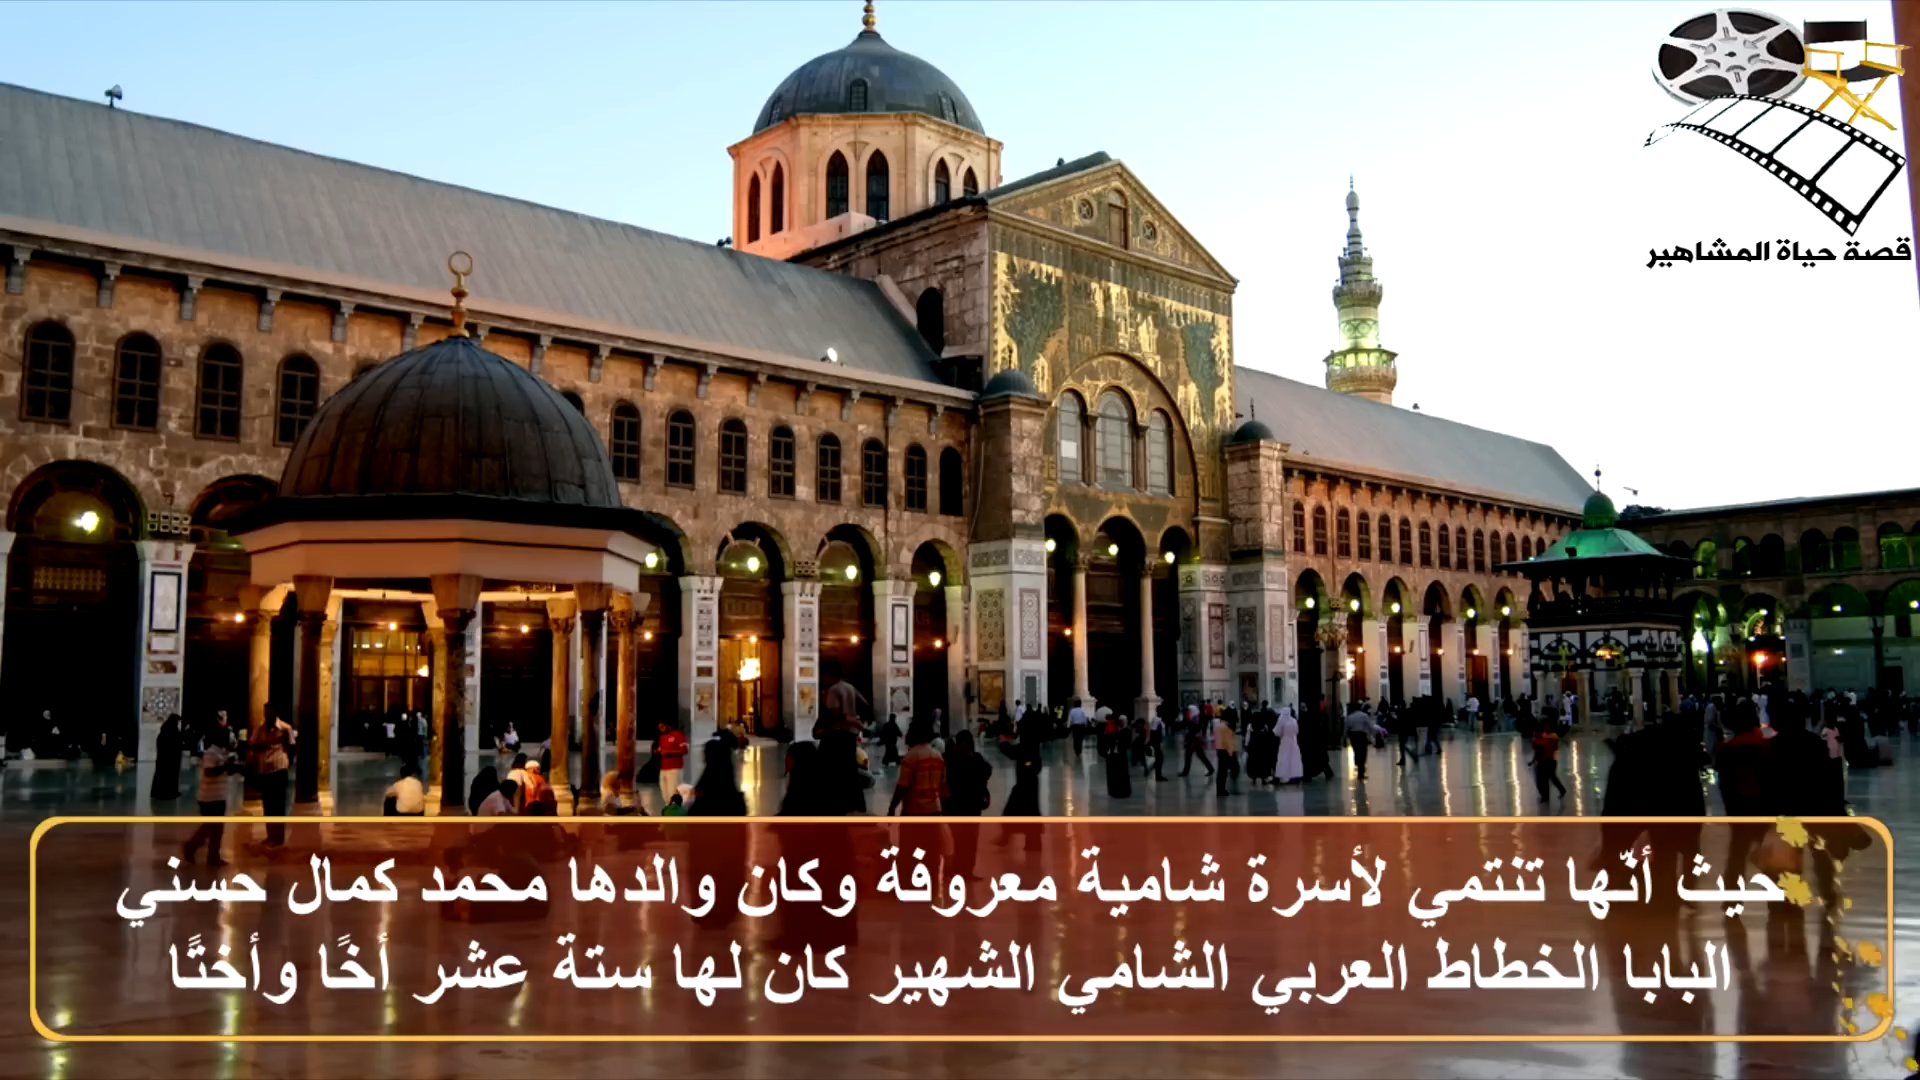 قصة حياة المشاهير
حيث أنّها تنتمي لأسرة شامية معروفة وكان والدها محمد كمال حسني
البابا الخطاط العربي الشامي الشهير كان لها ستة عشر أخًا وأختًا